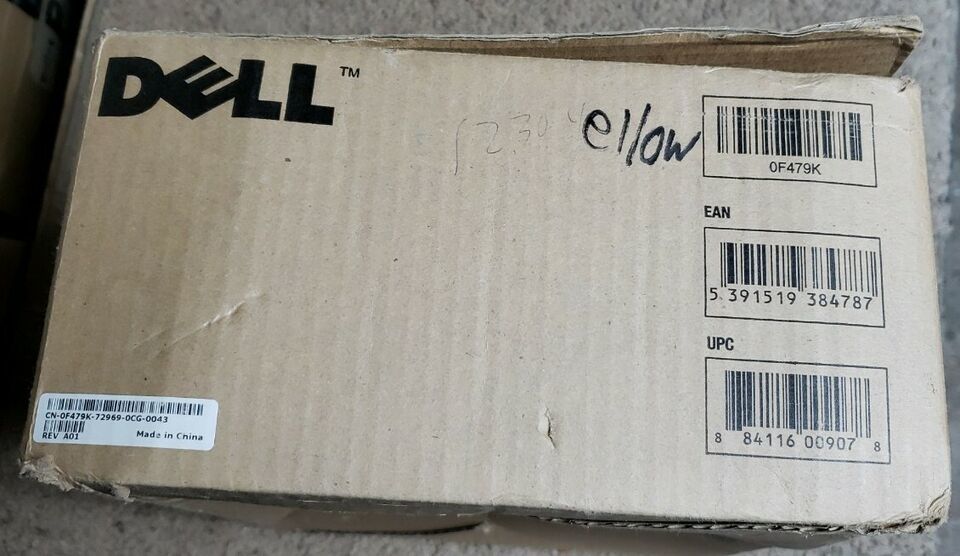 DELL™
ellow
0F479K
EAN
5 391519 384787
UPC
8 84116 00907 8
CN-0F479K-72969-0CG-0043
REV A01 Made in China